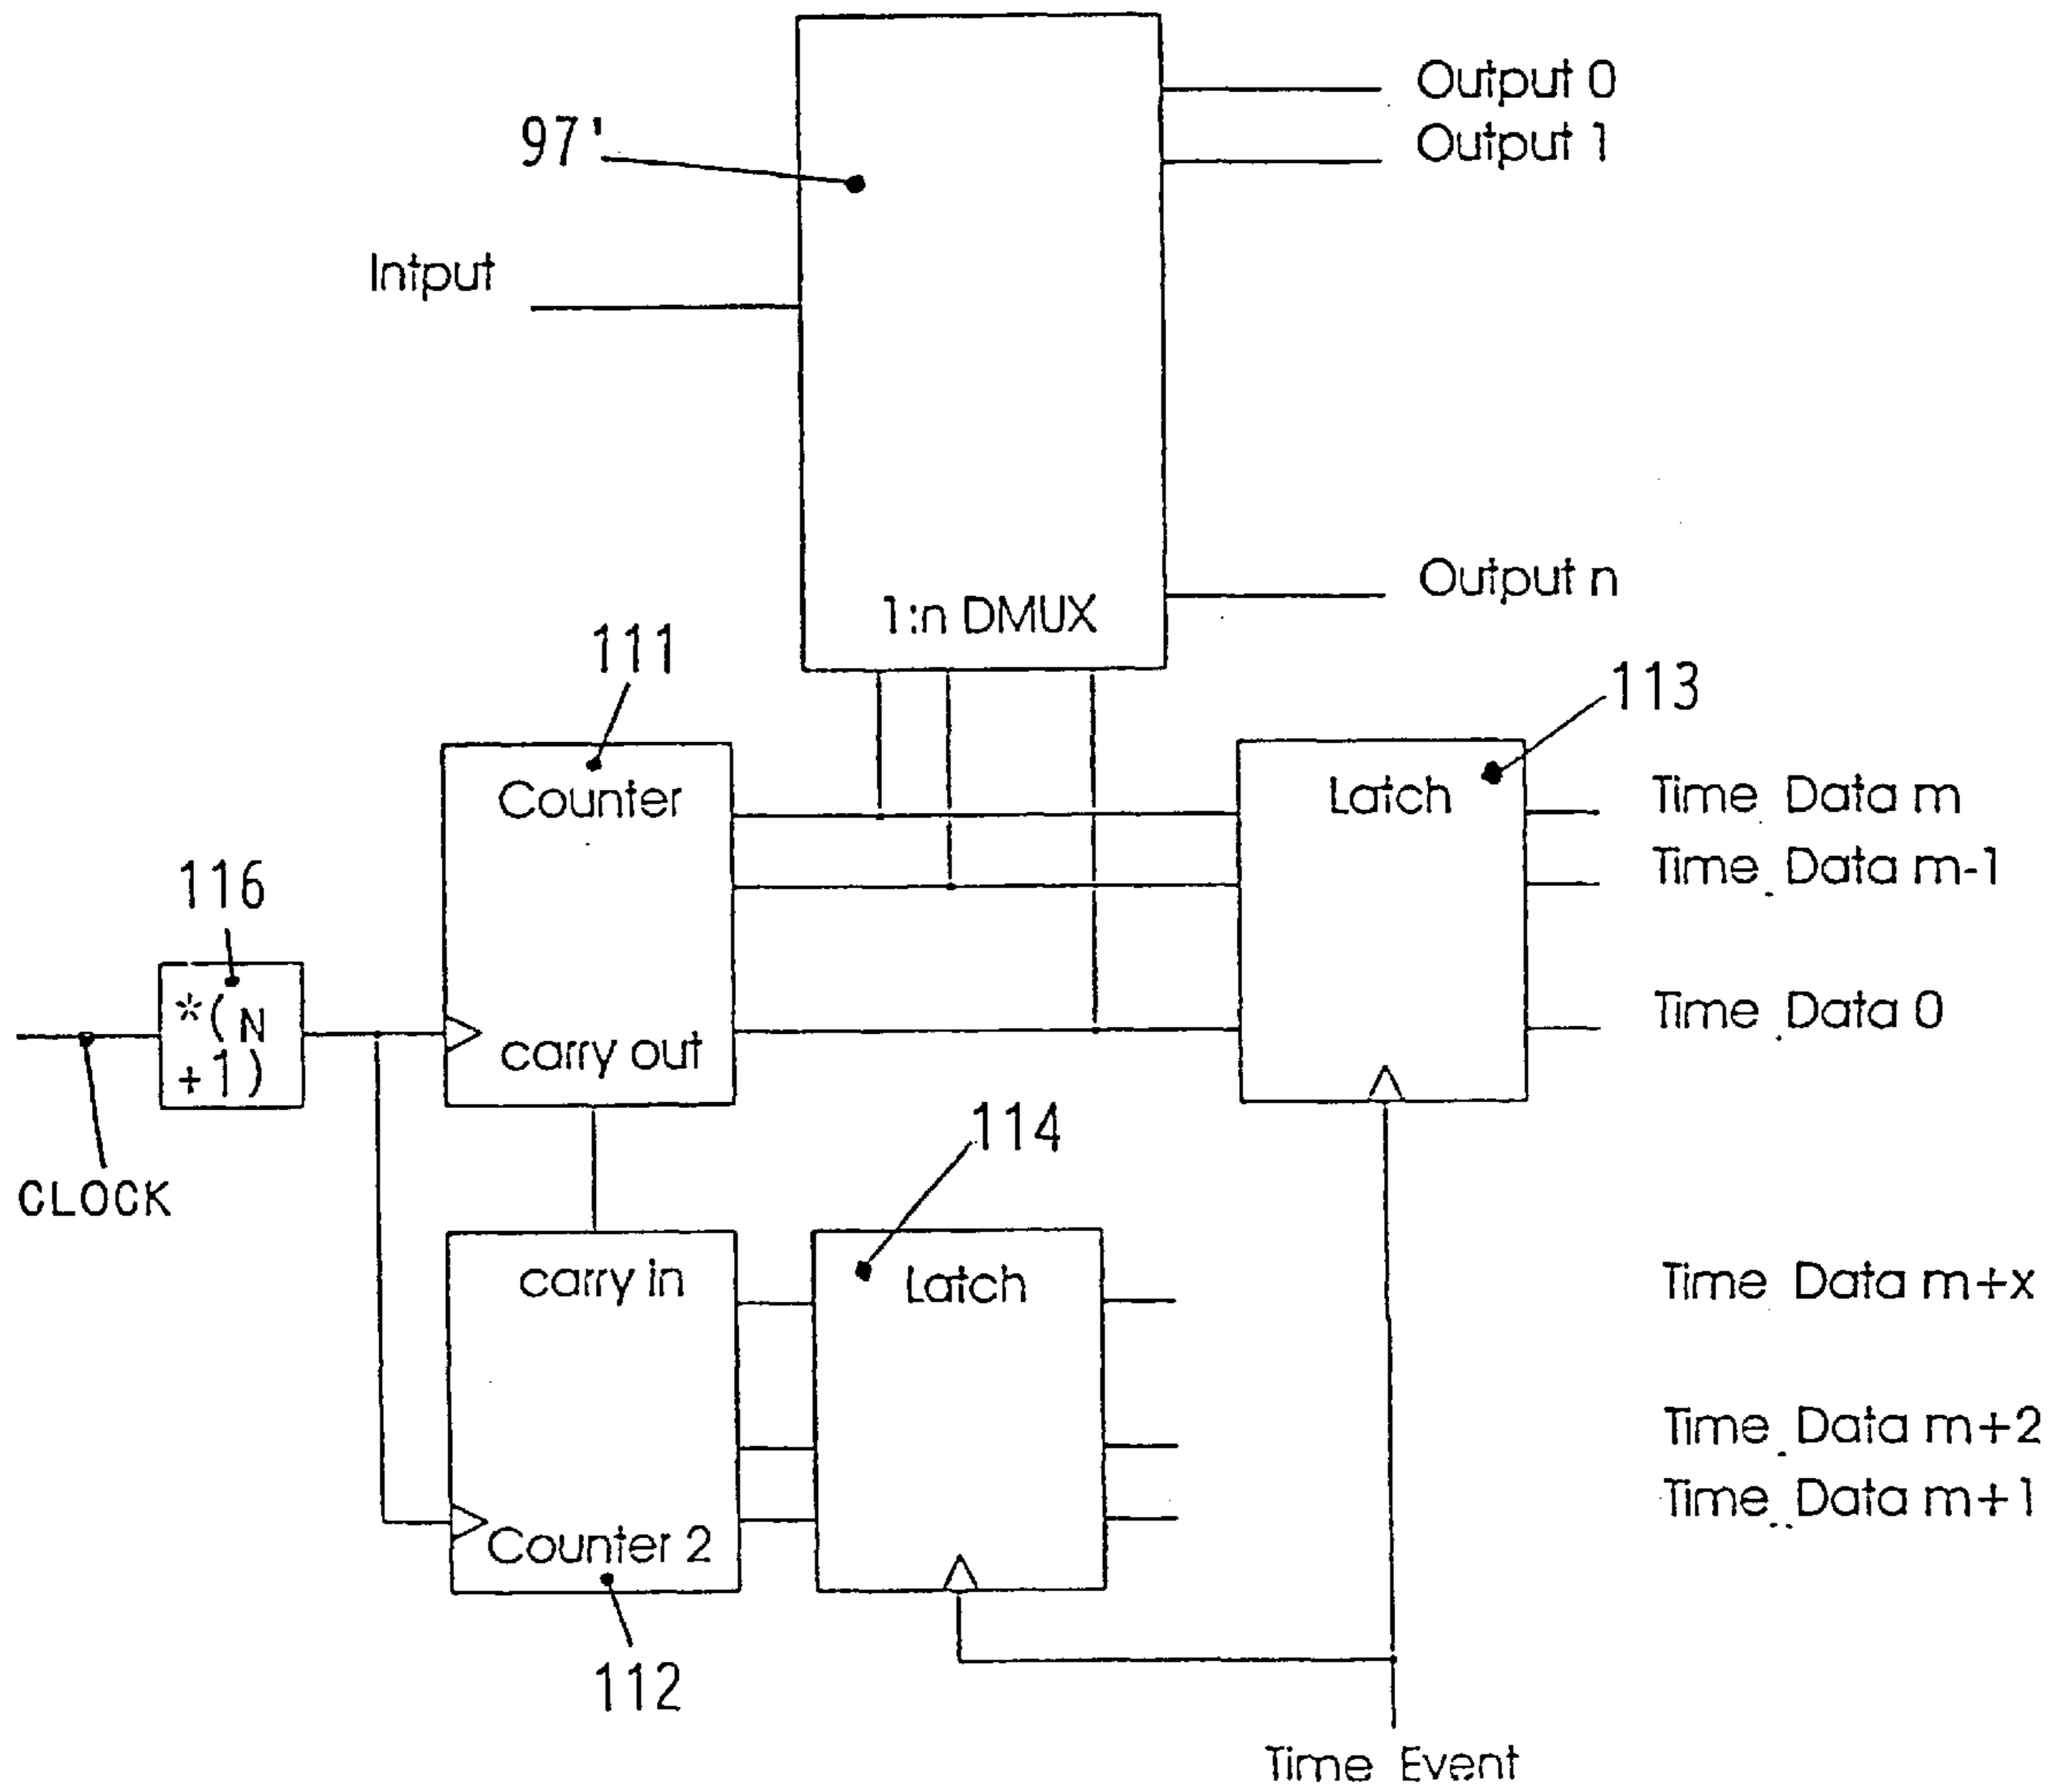 Output 0
97'
Output 1
Intput
Output n
1:n DMUX
111
113
Counter
Latch
Time Data m
116
Time Data m-1
*(N
+1)
Time Data 0
carry out
114
CLOCK
carry in
Latch
Time Data m+x
Time Data m+2
Time Data m+1
Counter 2
112
Time Event